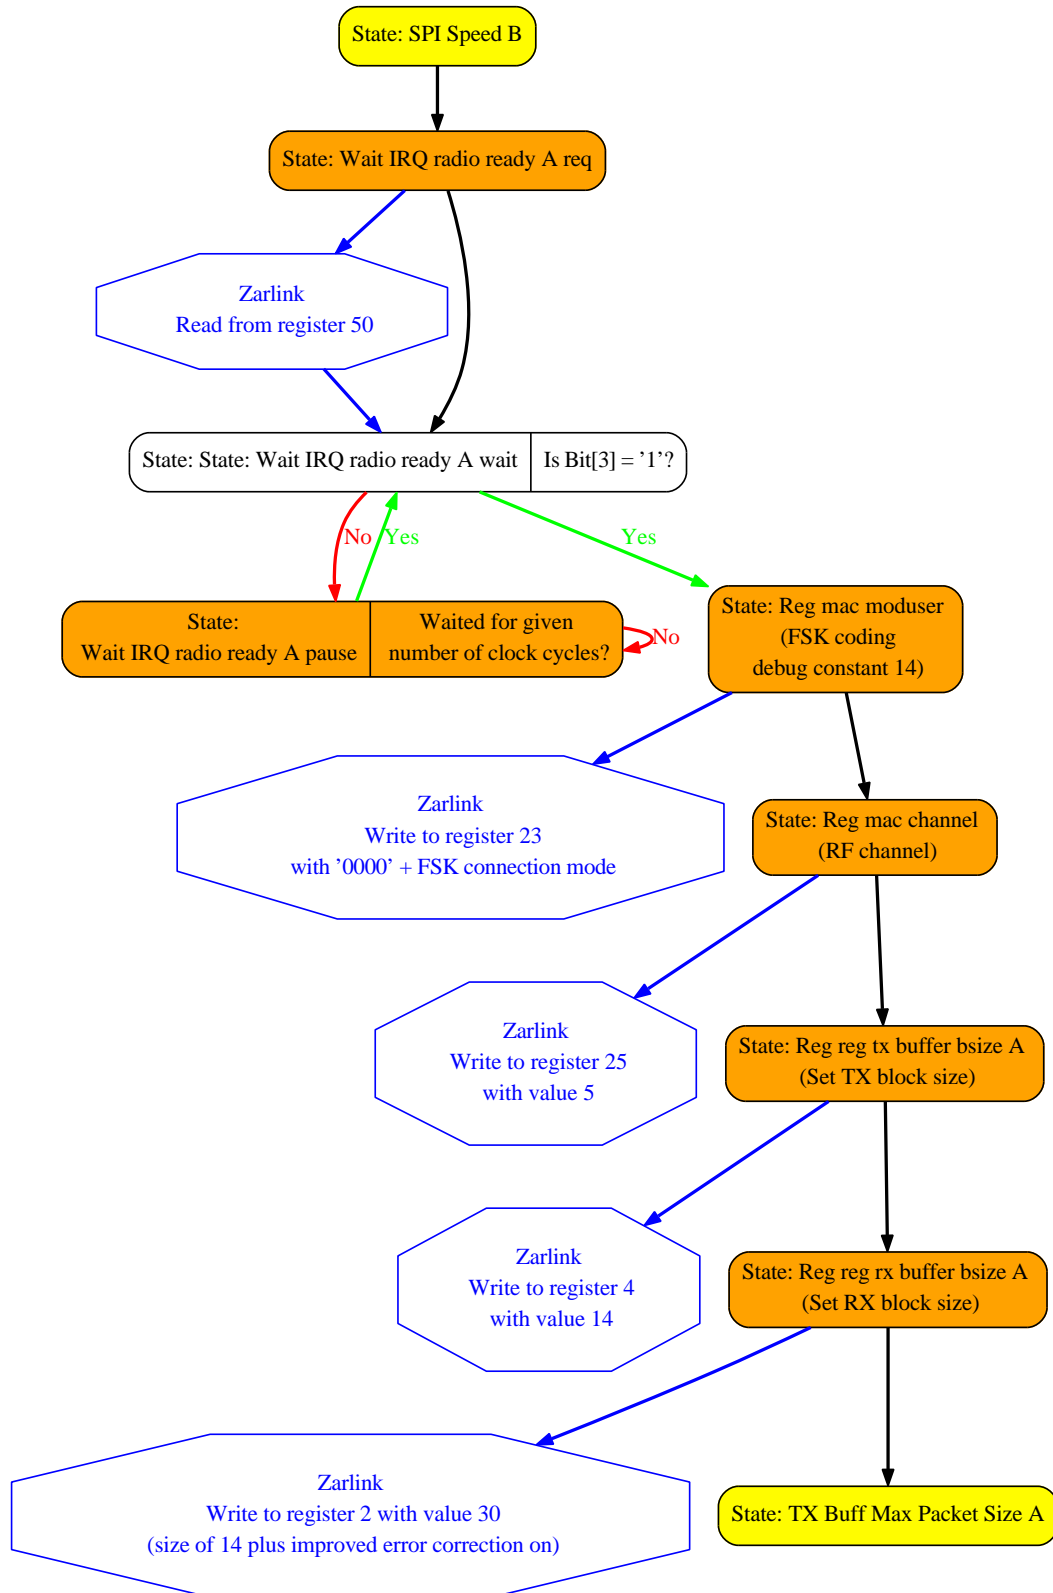 State: SPI Speed B
State: Wait IRQ radio ready A req
Zarlink
Read from register 50
State: State: Wait IRQ radio ready A wait
Is Bit[3] = ’1’?
No
Yes
Yes
State:
Wait IRQ radio ready A pause
Waited for given
number of clock cycles?
No
State: Reg mac moduser
(FSK coding
debug constant 14)
Zarlink
Write to register 23
with ’0000’ + FSK connection mode
State: Reg mac channel
(RF channel)
Zarlink
Write to register 25
with value 5
State: Reg reg tx buffer bsize A
(Set TX block size)
Zarlink
Write to register 4
with value 14
State: Reg reg rx buffer bsize A
(Set RX block size)
Zarlink
Write to register 2 with value 30
(size of 14 plus improved error correction on)
State: TX Buff Max Packet Size A